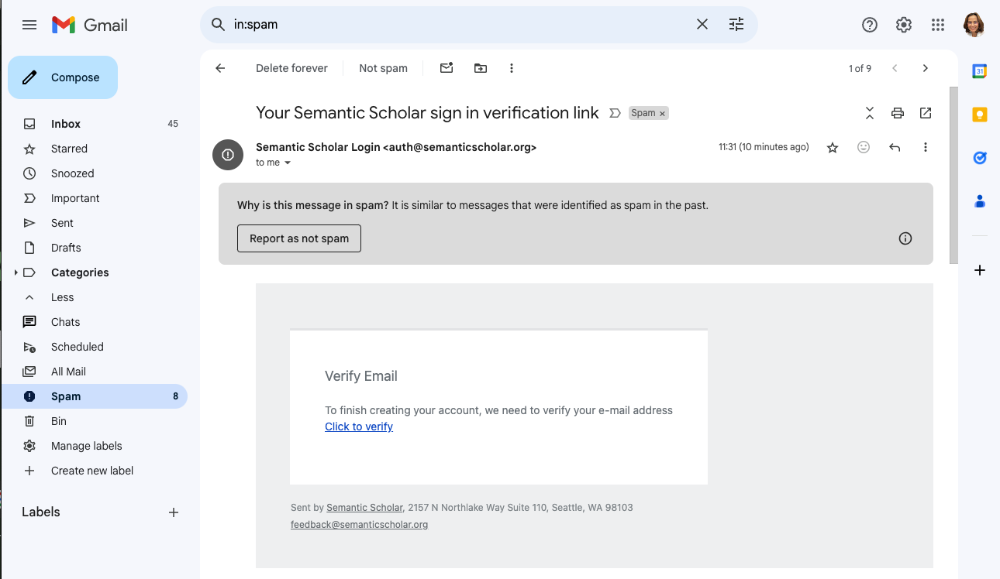 Gmail
in:spam
Compose
Inbox 45
Starred
Snoozed
Important
Sent
Drafts
Categories
Less
Chats
Scheduled
All Mail
Spam 8
Bin
Manage labels
Create new label
Labels
Delete forever Not spam 1 of 9
Your Semantic Scholar sign in verification link Spam ×
Semantic Scholar Login <auth@semanticscholar.org> 11:31 (10 minutes ago)
to me
Why is this message in spam? It is similar to messages that were identified as spam in the past.
Report as not spam
Verify Email
To finish creating your account, we need to verify your e-mail address
Click to verify
Sent by Semantic Scholar, 2157 N Northlake Way Suite 110, Seattle, WA 98103
feedback@semanticscholar.org
31